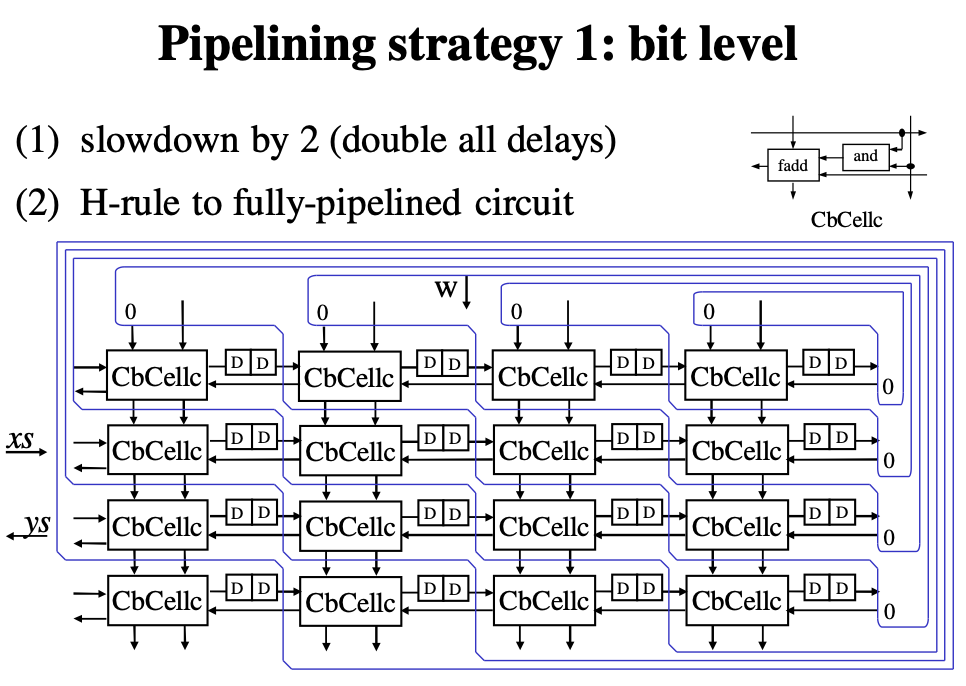 Pipelining strategy 1: bit level
(1) slowdown by 2 (double all delays)
(2) H-rule to fully-pipelined circuit
fadd and
CbCellc
W
0 0 0 0
CbCellc D D CbCellc D D CbCellc D D CbCellc D D
0
xs
CbCellc D D CbCellc D D CbCellc D D CbCellc D D
0
ys
CbCellc D D CbCellc D D CbCellc D D CbCellc D D
0
CbCellc D D CbCellc D D CbCellc D D CbCellc D D
0